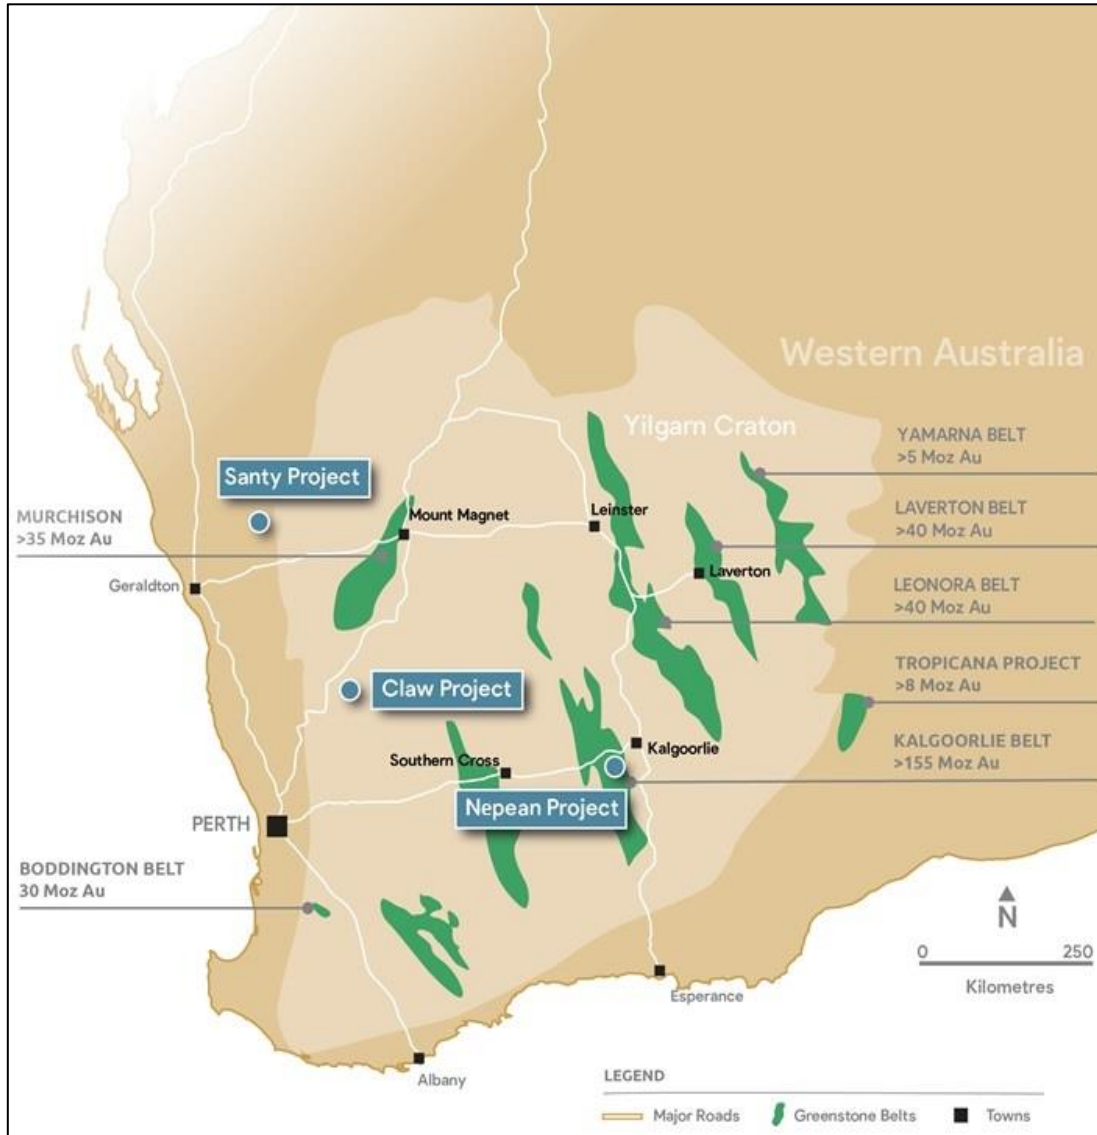 Western Australia
Yilgarn Craton
YAMARNA BELT
>5 Moz Au
Santy Project
LAVERTON BELT
>40 Moz Au
MURCHISON
>35 Moz Au
Mount Magnet
Leinster
Laverton
Geraldton
LEONORA BELT
>40 Moz Au
TROPICANA PROJECT
>8 Moz Au
Claw Project
KALGOORLIE BELT
>155 Moz Au
Kalgoorlie
Southern Cross
Nepean Project
PERTH
BODDINGTON BELT
30 Moz Au
N
0 250
Kilometres
Esperance
Albany
LEGEND
Major Roads Greenstone Belts Towns